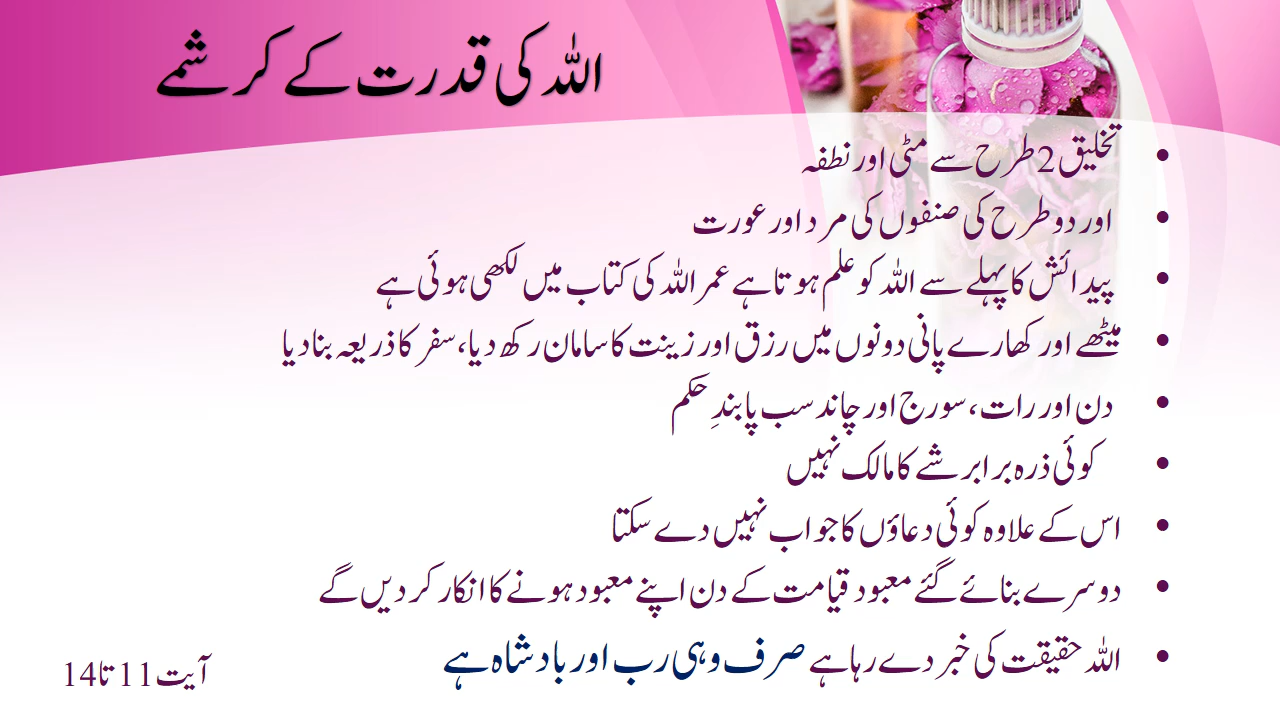 اللہ کی قدرت کے کرشمے
• تخلیق 2 طرح سے مٹی اور نطفہ
• اور دو طرح کی صنفوں کی مرد اور عورت
• پیدائش کا پہلے سے اللہ کو علم ہوتا ہے عمر اللہ کی کتاب میں لکھی ہوئی ہے
• میٹھے اور کھارے پانی دونوں میں رزق اور زینت کا سامان رکھ دیا، سفر کا ذریعہ بنا دیا
• دن اور رات، سورج اور چاند سب پابندِ حکم
• کوئی ذرہ برابر شے کا مالک نہیں
• اس کے علاوہ کوئی دعاؤں کا جواب نہیں دے سکتا
• دوسرے بنائے گئے معبود قیامت کے دن اپنے معبود ہونے کا انکار کر دیں گے
• اللہ حقیقت کی خبر دے رہا ہے صرف وہی رب اور بادشاہ ہے
آیت 11 تا 14